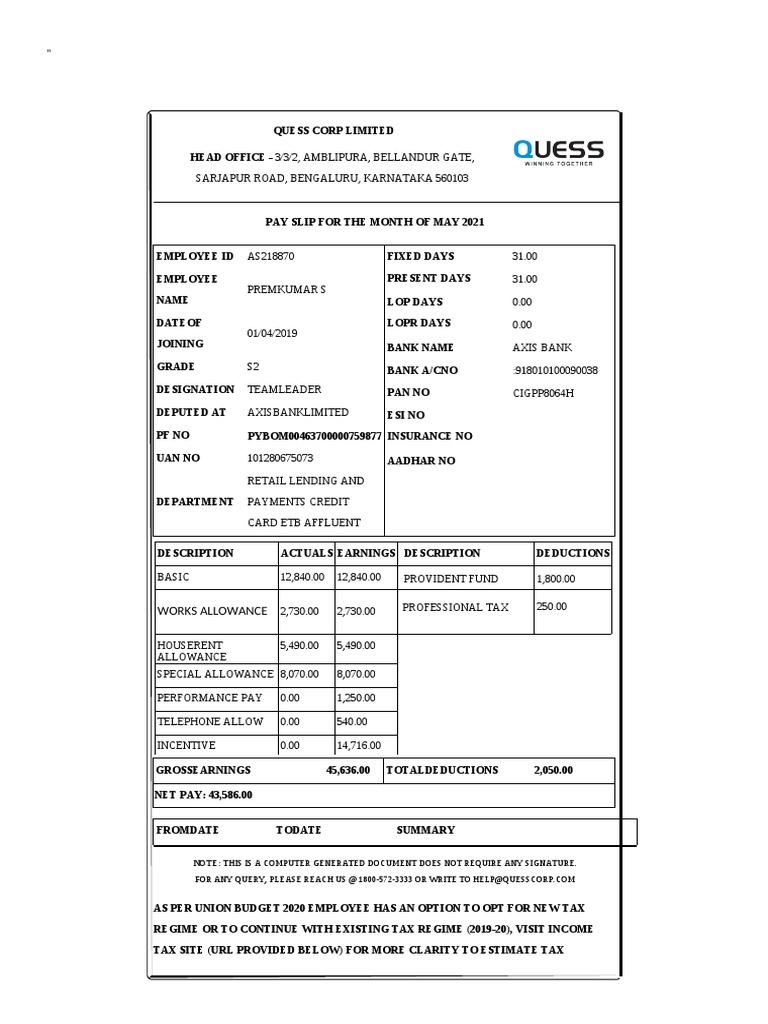 "
QUESS CORP LIMITED
HEAD OFFICE – 3/3/2, AMBLIPURA, BELLANDUR GATE,
SARJAPUR ROAD, BENGALURU, KARNATAKA 560103
QUESS
WINNING TOGETHER
PAY SLIP FOR THE MONTH OF MAY 2021
EMPLOYEE ID AS218870
EMPLOYEE NAME PREMKUMAR S
DATE OF JOINING 01/04/2019
GRADE S2
DESIGNATION TEAMLEADER
DEPUTED AT AXISBANKLIMITED
PF NO PYBOM00463700000759877
UAN NO 101280675073
DEPARTMENT RETAIL LENDING AND
PAYMENTS CREDIT
CARD ETB AFFLUENT
FIXED DAYS 31.00
PRESENT DAYS 31.00
LOP DAYS 0.00
LOPR DAYS 0.00
BANK NAME AXIS BANK
BANK A/CNO :918010100090038
PAN NO CIGPP8064H
ESI NO
INSURANCE NO
AADHAR NO
DESCRIPTION ACTUALS EARNINGS DESCRIPTION DEDUCTIONS
BASIC 12,840.00 12,840.00 PROVIDENT FUND 1,800.00
WORKS ALLOWANCE 2,730.00 2,730.00 PROFESSIONAL TAX 250.00
HOUSERENT ALLOWANCE 5,490.00 5,490.00
SPECIAL ALLOWANCE 8,070.00 8,070.00
PERFORMANCE PAY 0.00 1,250.00
TELEPHONE ALLOW 0.00 540.00
INCENTIVE 0.00 14,716.00
GROSSEARNINGS 45,636.00 TOTALDEDUCTIONS 2,050.00
NET PAY: 43,586.00
FROMDATE TODATE SUMMARY
NOTE: THIS IS A COMPUTER GENERATED DOCUMENT DOES NOT REQUIRE ANY SIGNATURE.
FOR ANY QUERY, PLEASE REACH US @ 1800-572-3333 OR WRITE TO HELP@QUESSCORP.COM
AS PER UNION BUDGET 2020 EMPLOYEE HAS AN OPTION TO OPT FOR NEW TAX
REGIME OR TO CONTINUE WITH EXISTING TAX REGIME (2019-20), VISIT INCOME
TAX SITE (URL PROVIDED BELOW) FOR MORE CLARITY TO ESTIMATE TAX